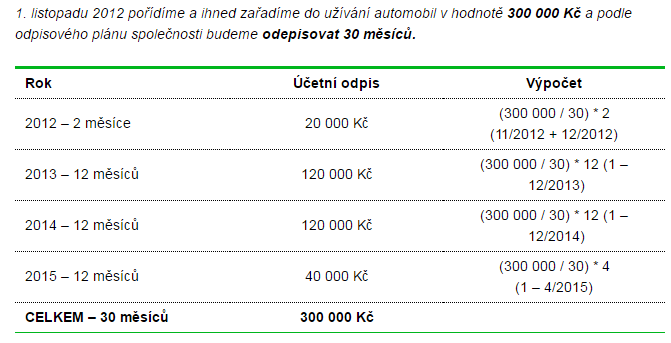 1. listopadu 2012 pořídíme a ihned zařadíme do užívání automobil v hodnotě 300 000 Kč a podle
odpisového plánu společnosti budeme odepisovat 30 měsíců.
Rok Účetní odpis Výpočet
2012 – 2 měsíce 20 000 Kč (300 000 / 30) * 2
(11/2012 + 12/2012)
2013 – 12 měsíců 120 000 Kč (300 000 / 30) * 12 (1 –
12/2013)
2014 – 12 měsíců 120 000 Kč (300 000 / 30) * 12 (1 –
12/2014)
2015 – 12 měsíců 40 000 Kč (300 000 / 30) * 4
(1 – 4/2015)
CELKEM – 30 měsíců 300 000 Kč